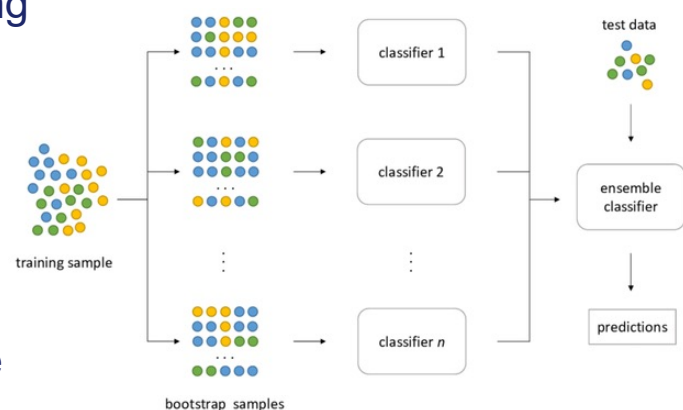 ng
test data
classifier 1
...
classifier 2
...
ensemble
classifier
training sample
classifier n
...
predictions
e
bootstrap samples